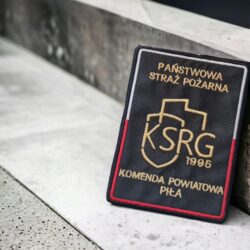 PAŃSTWOWA
STRAŻ POŻARNA
KSRG
1995
KOMENDA POWIATOWA
PIŁA